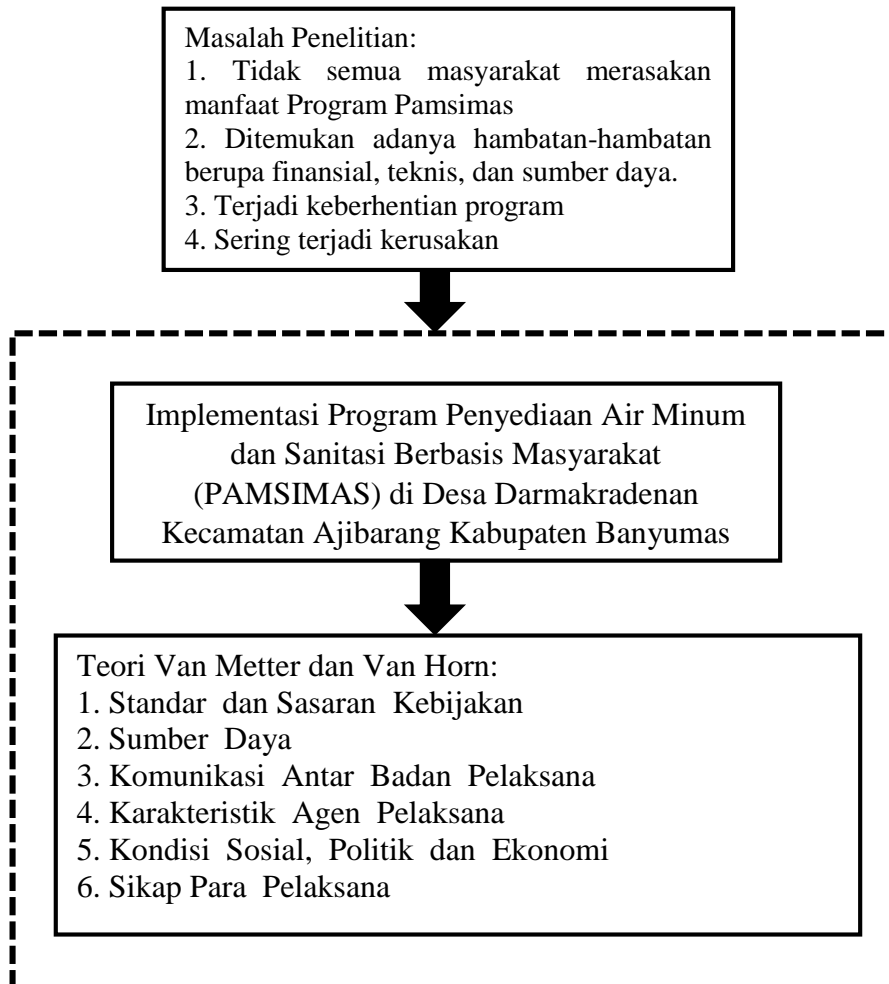 Masalah Penelitian:
1. Tidak semua masyarakat merasakan
manfaat Program Pamsimas
2. Ditemukan adanya hambatan-hambatan
berupa finansial, teknis, dan sumber daya.
3. Terjadi keberhentian program
4. Sering terjadi kerusakan
Implementasi Program Penyediaan Air Minum
dan Sanitasi Berbasis Masyarakat
(PAMSIMAS) di Desa Darmakradenan
Kecamatan Ajibarang Kabupaten Banyumas
Teori Van Metter dan Van Horn:
1. Standar dan Sasaran Kebijakan
2. Sumber Daya
3. Komunikasi Antar Badan Pelaksana
4. Karakteristik Agen Pelaksana
5. Kondisi Sosial, Politik dan Ekonomi
6. Sikap Para Pelaksana